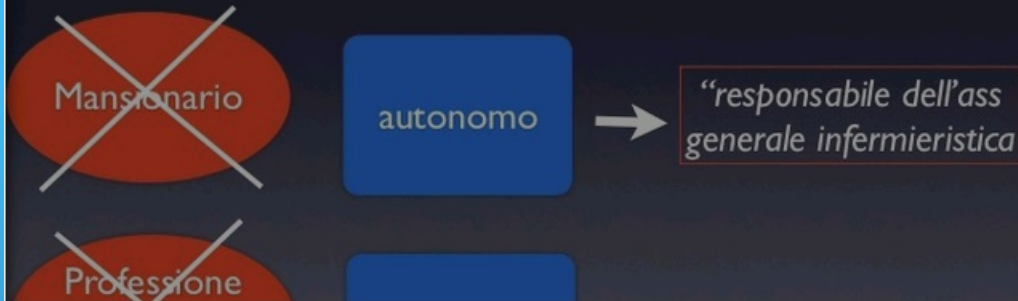 Mansionario
autonomo
“responsabile dell’ass
generale infermieristica
Professione